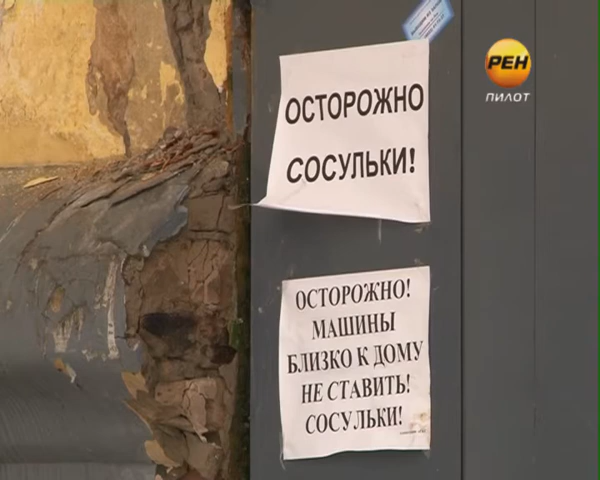 РЕН
ПИЛОТ
ОСТОРОЖНО
СОСУЛЬКИ!
ОСТОРОЖНО!
МАШИНЫ
БЛИЗКО К ДОМУ
НЕ СТАВИТЬ!
СОСУЛЬКИ!